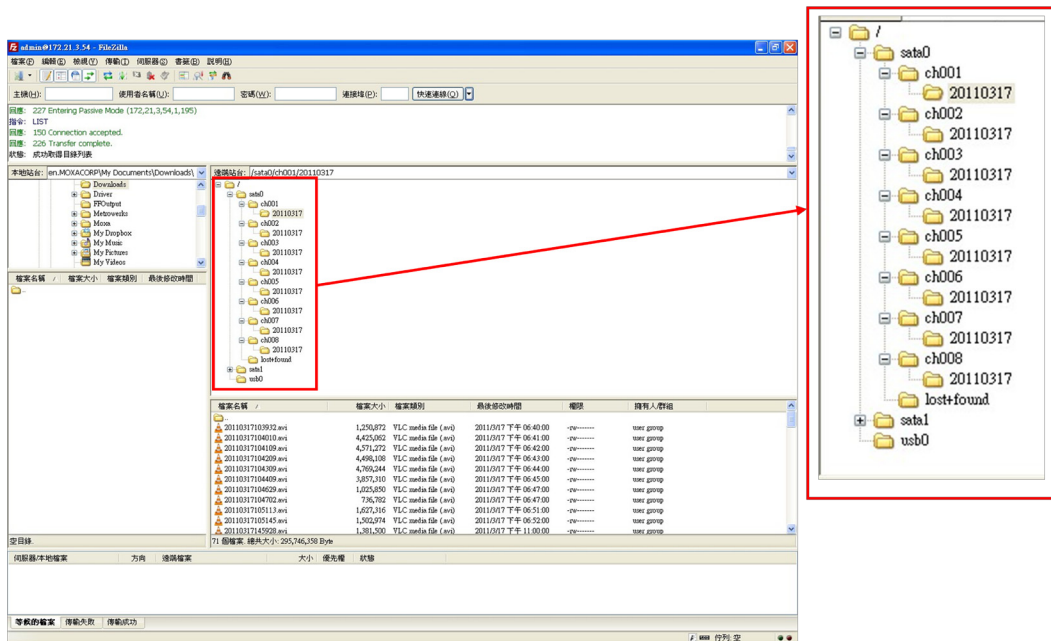 admin@172.21.3.54 - FileZilla
檔案(F) 編輯(E) 檢視(V) 傳輸(T) 伺服器(S) 書籤(B) 說明(H)
主機(H): 使用者名稱(U): 密碼(W): 連接埠(P): 快速連線(Q)
回應: 227 Entering Passive Mode (172,21,3,54,1,195)
指令: LIST
回應: 150 Connection accepted.
回應: 226 Transfer complete.
狀態: 成功取得目錄列表
本地站台: en.MOXACORP\My Documents\Downloads\
Downloads
Driver
FFOutput
Metrowerks
Moxa
My Dropbox
My Music
My Pictures
My Videos
檔案名稱 / 檔案大小 檔案類別 最後修改時間
..
空目錄.
遠端站台: /sata0/ch001/20110317
/
sata0
ch001
20110317
ch002
20110317
ch003
20110317
ch004
20110317
ch005
20110317
ch006
20110317
ch007
20110317
ch008
20110317
lost+found
sata1
usb0
檔案名稱 / 檔案大小 檔案類別 最後修改時間 權限 擁有人/群組
..
20110317103932.avi 1,250,872 VLC media file (.avi) 2011/3/17 下午 06:40:00 -rw------- user group
20110317104010.avi 4,425,062 VLC media file (.avi) 2011/3/17 下午 06:41:00 -rw------- user group
20110317104109.avi 4,571,272 VLC media file (.avi) 2011/3/17 下午 06:42:00 -rw------- user group
20110317104209.avi 4,498,108 VLC media file (.avi) 2011/3/17 下午 06:43:00 -rw------- user group
20110317104309.avi 4,769,244 VLC media file (.avi) 2011/3/17 下午 06:44:00 -rw------- user group
20110317104409.avi 3,857,310 VLC media file (.avi) 2011/3/17 下午 06:45:00 -rw------- user group
20110317104629.avi 1,025,850 VLC media file (.avi) 2011/3/17 下午 06:47:00 -rw------- user group
20110317104702.avi 736,782 VLC media file (.avi) 2011/3/17 下午 06:47:00 -rw------- user group
20110317105113.avi 1,627,316 VLC media file (.avi) 2011/3/17 下午 06:51:00 -rw------- user group
20110317105145.avi 1,502,974 VLC media file (.avi) 2011/3/17 下午 06:52:00 -rw------- user group
20110317145928.avi 1,381,500 VLC media file (.avi) 2011/3/17 下午 11:00:00 -rw------- user group
71 個檔案. 總共大小: 295,746,358 Byte
伺服器/本地檔案 方向 遠端檔案 大小 優先權 狀態
等候的檔案 傳輸失敗 傳輸成功
佇列: 空
/
sata0
ch001
20110317
ch002
20110317
ch003
20110317
ch004
20110317
ch005
20110317
ch006
20110317
ch007
20110317
ch008
20110317
lost+found
sata1
usb0